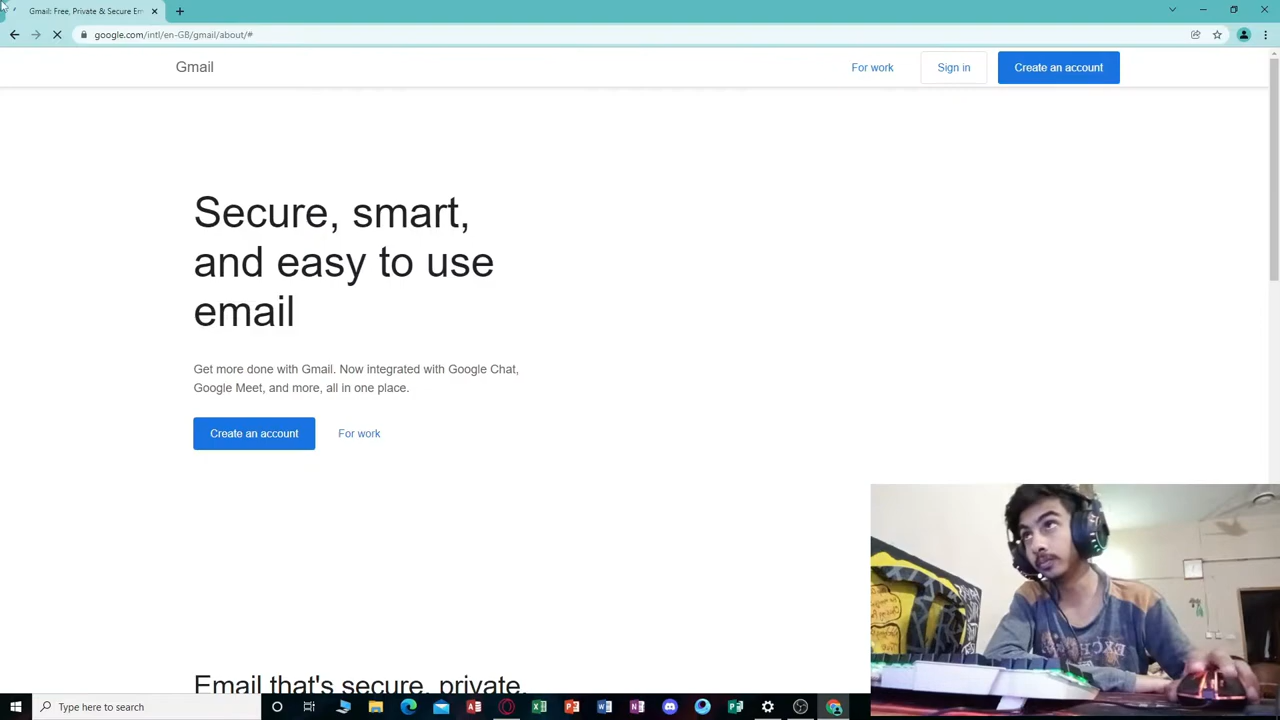 Gmail: Free, Private & Secure Em
google.com/intl/en-GB/gmail/about/#
Gmail
For work
Sign in
Create an account
Secure, smart,
and easy to use
email
Get more done with Gmail. Now integrated with Google Chat,
Google Meet, and more, all in one place.
Create an account
For work
Email that's secure, private,
Type here to search